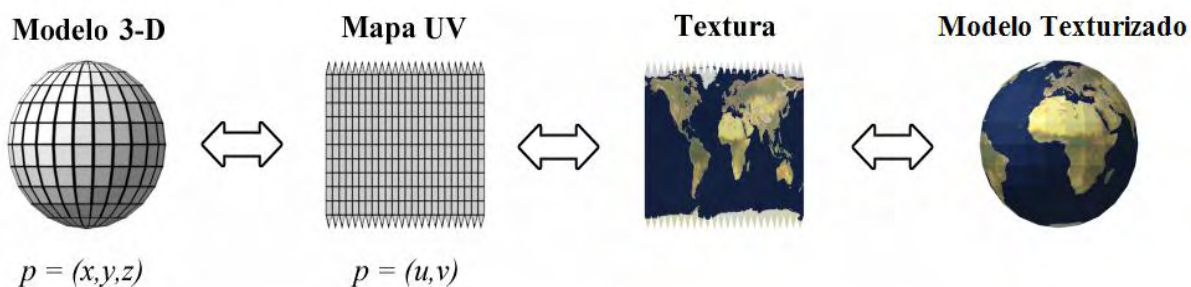 Modelo 3-D
Mapa UV
Textura
Modelo Texturizado
p = (x,y,z)
p = (u,v)